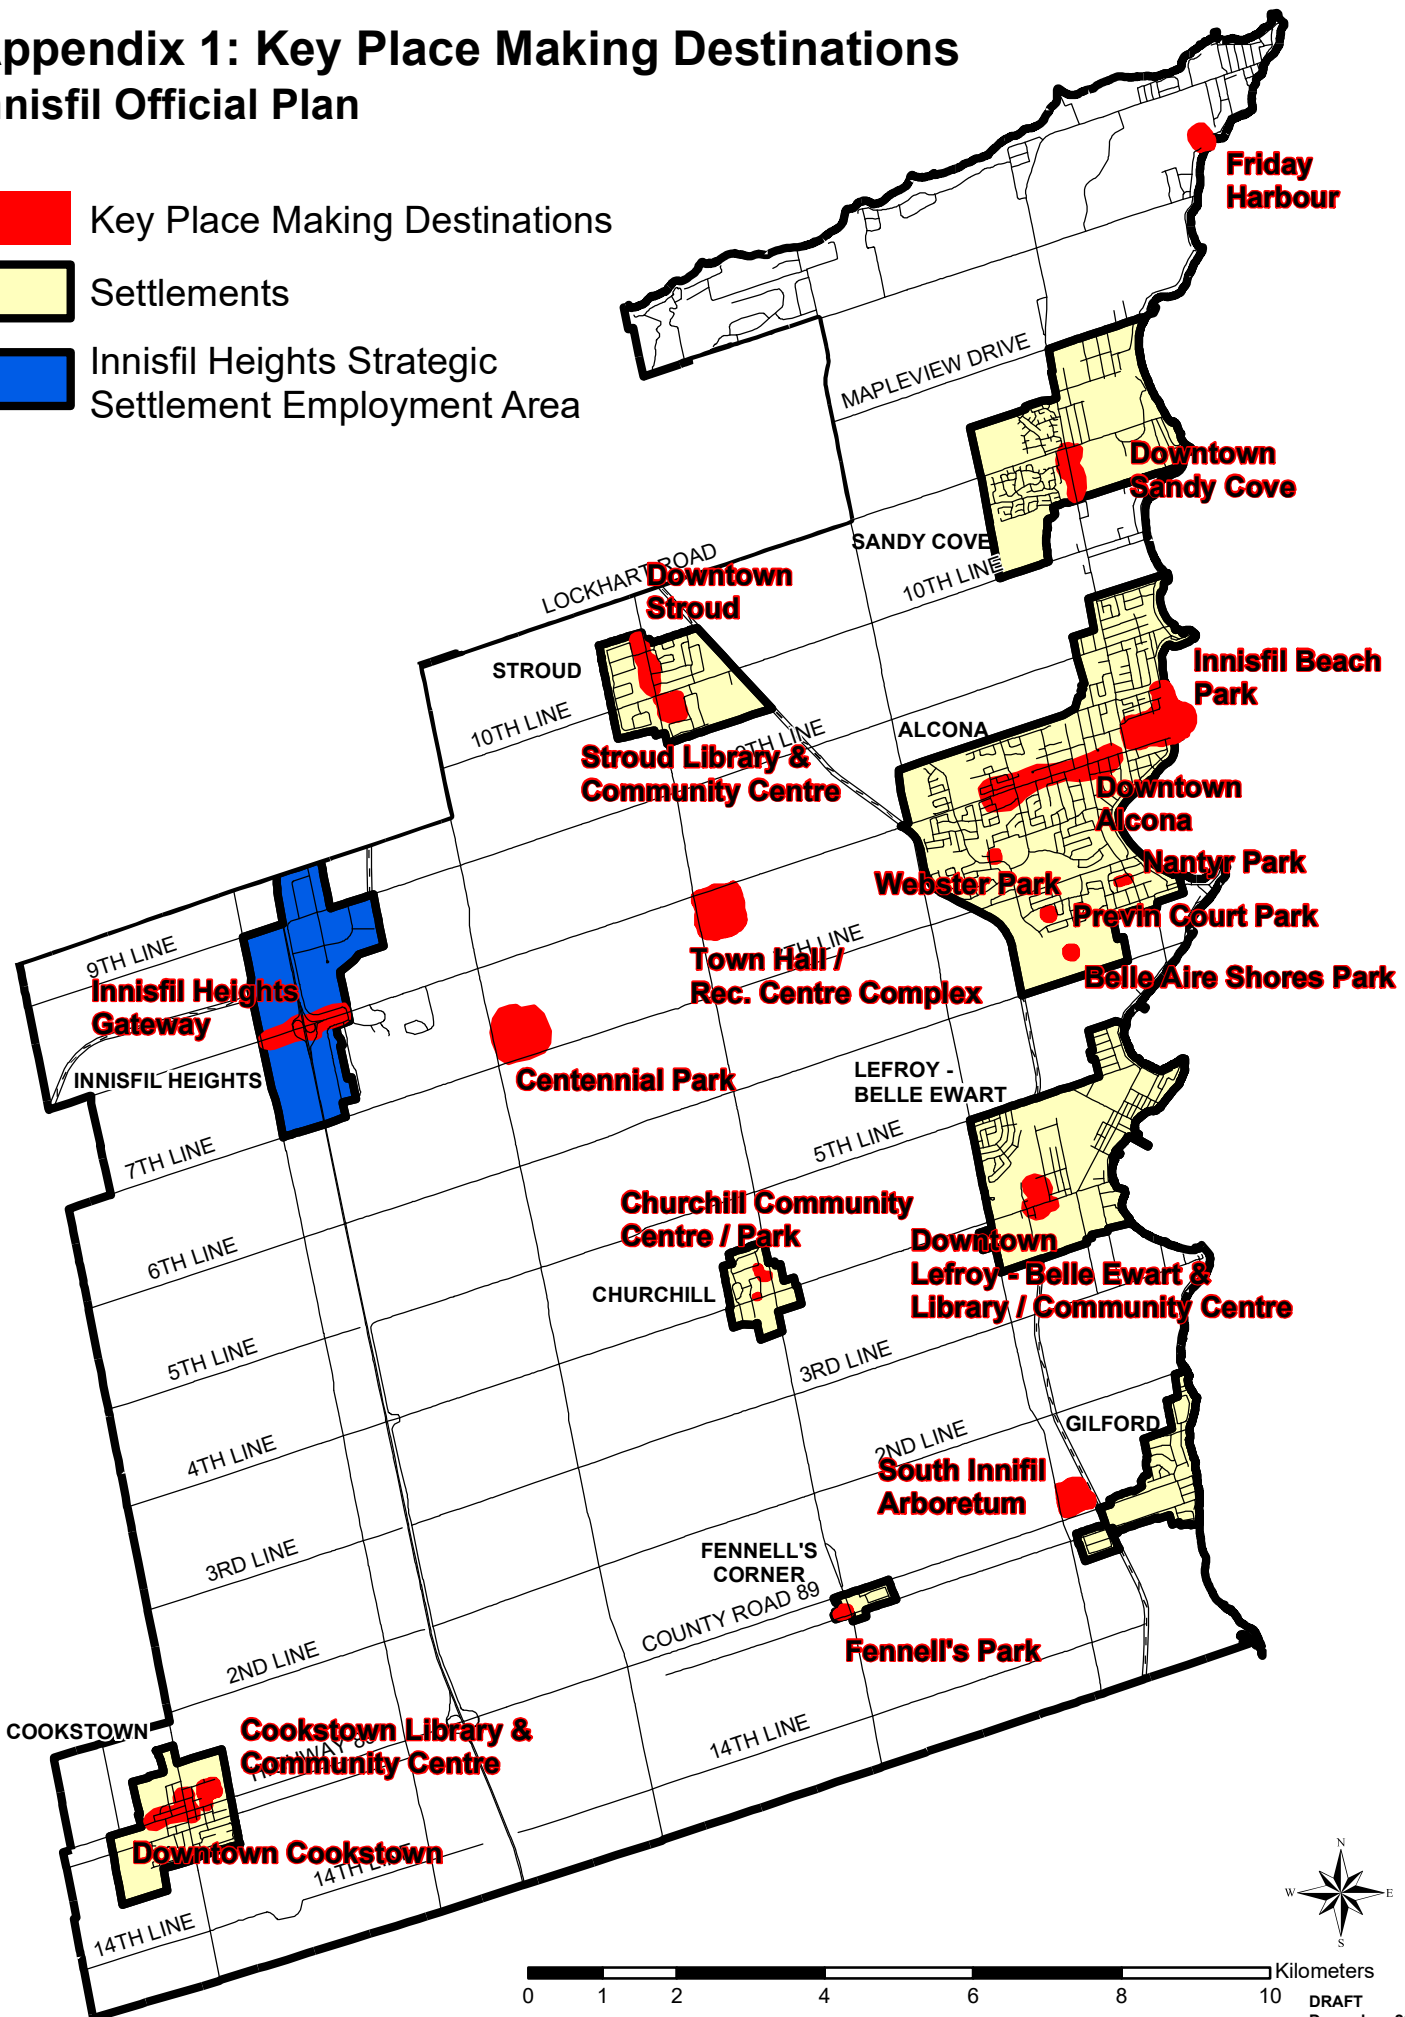 ppendix 1: Key Place Making Destinations
nnisfil Official Plan
Key Place Making Destinations
Settlements
Innisfil Heights Strategic
Settlement Employment Area
Friday
Harbour
MAPLEVIEW DRIVE
Downtown
Sandy Cove
SANDY COVE
10TH LINE
LOCKHART ROAD
Downtown
Stroud
STROUD
10TH LINE
Innisfil Beach
Park
ALCONA
9TH LINE
Stroud Library &
Community Centre
Downtown
Alcona
Nantyr Park
Webster Park
Previn Court Park
Belle Aire Shores Park
LINE
Town Hall /
Rec. Centre Complex
9TH LINE
Innisfil Heights
Gateway
INNISFIL HEIGHTS
Centennial Park
LEFROY -
BELLE EWART
7TH LINE
5TH LINE
Churchill Community
Centre / Park
CHURCHILL
Downtown
Lefroy - Belle Ewart &
Library / Community Centre
6TH LINE
5TH LINE
3RD LINE
GILFORD
4TH LINE
2ND LINE
South Innifil
Arboretum
3RD LINE
FENNELL'S
CORNER
COUNTY ROAD 89
Fennell's Park
2ND LINE
14TH LINE
COOKSTOWN
Cookstown Library &
Community Centre
Downtown Cookstown
14TH LINE
14TH LINE
N
W
E
S
Kilometers
0 1 2 4 6 8 10
DRAFT